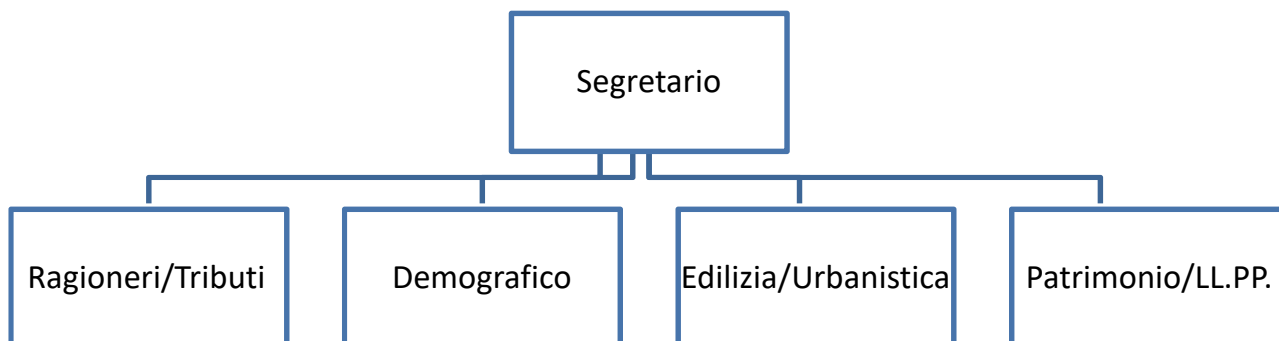 Segretario
Ragioneri/Tributi
Demografico
Edilizia/Urbanistica
Patrimonio/LL.PP.